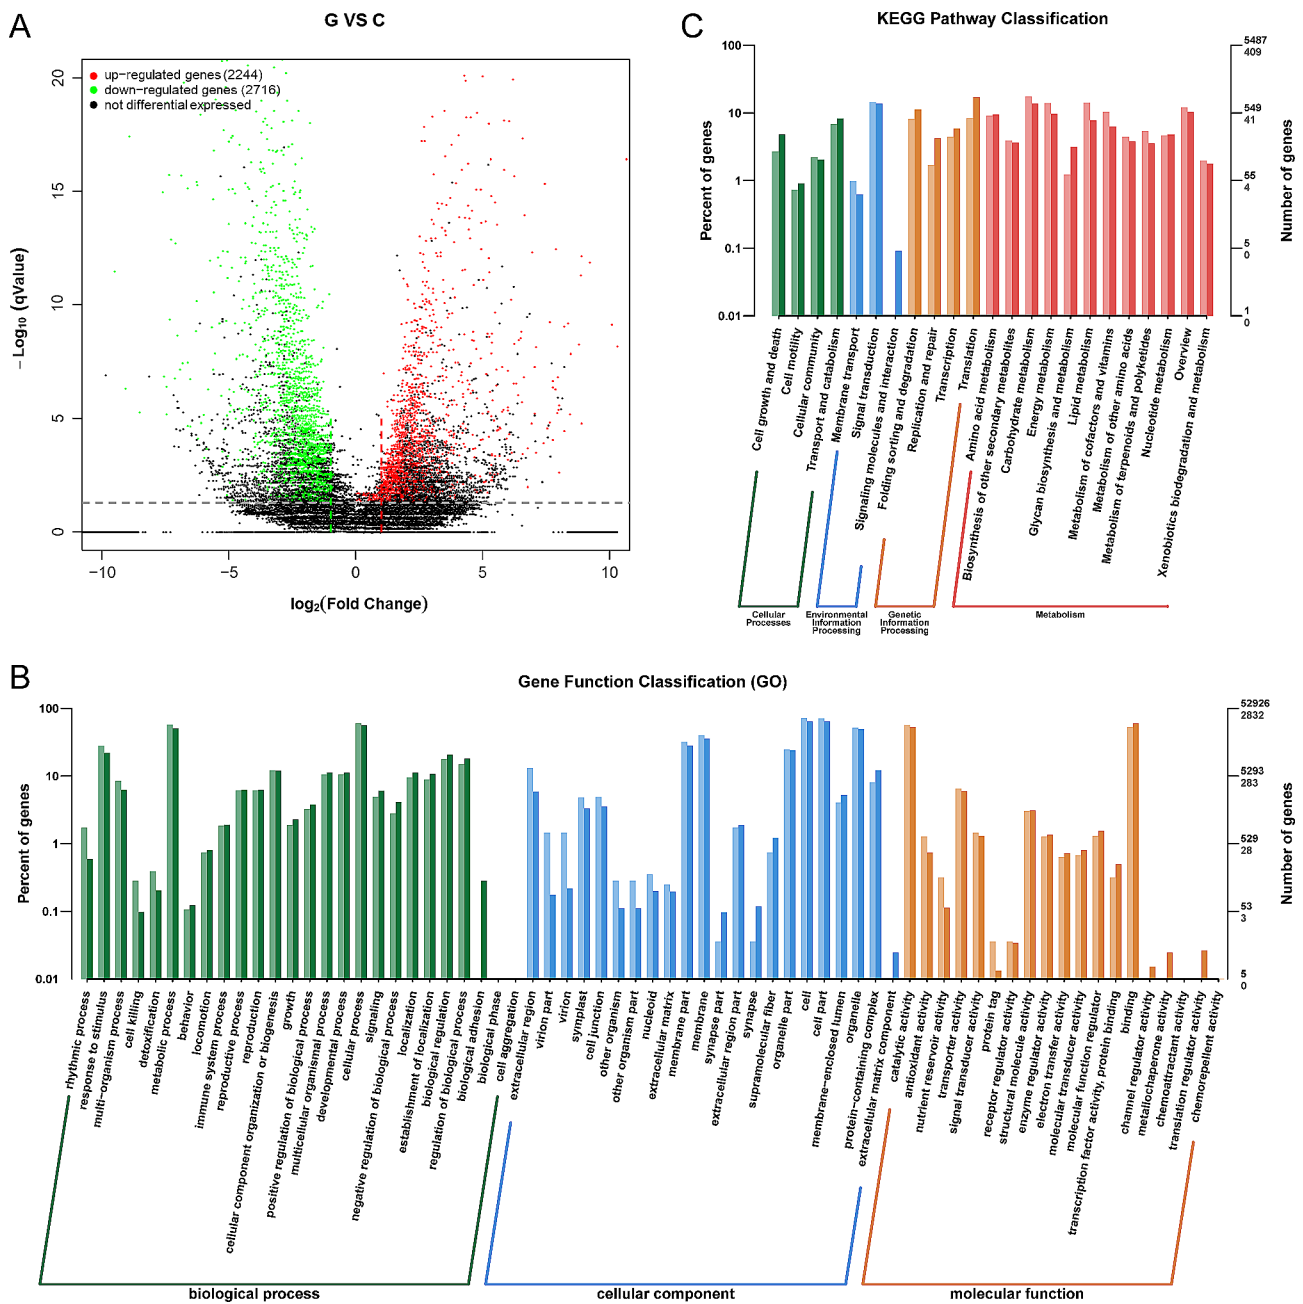 A
G VS C
up−regulated genes (2244)
down−regulated genes (2716)
not differential expressed
20
15
10
5
0
− Log10 (qValue)
−10
−5
0
5
10
log2(Fold Change)
C
KEGG Pathway Classification
100
10
1
0.1
0.01
Percent of genes
5487
409
549
41
55
4
5
0
1
0
Number of genes
Cell growth and death
Cell motility
Cellular community
Transport and catabolism
Membrane transport
Signal transduction
Signaling molecules and interaction
Folding sorting and degradation
Replication and repair
Transcription
Translation
Amino acid metabolism
Biosynthesis of other secondary metabolites
Carbohydrate metabolism
Energy metabolism
Glycan biosynthesis and metabolism
Lipid metabolism
Metabolism of cofactors and vitamins
Metabolism of other amino acids
Metabolism of terpenoids and polyketides
Nucleotide metabolism
Overview
Xenobiotics biodegradation and metabolism
Cellular
Processes
Environmental
Information
Processing
Genetic
Information
Processing
Metabolism
B
Gene Function Classification (GO)
100
10
1
0.1
0.01
Percent of genes
52926
2832
5293
283
529
28
53
3
5
0
Number of genes
rhythmic process
response to stimulus
multi−organism process
cell killing
detoxification
metabolic process
behavior
locomotion
immune system process
reproductive process
reproduction
cellular component organization or biogenesis
growth
positive regulation of biological process
multicellular organismal process
developmental process
cellular process
signaling
negative regulation of biological process
localization
establishment of localization
biological regulation
regulation of biological process
biological adhesion
biological phase
cell aggregation
extracellular region
virion part
virion
symplast
cell junction
other organism
other organism part
nucleoid
extracellular matrix
membrane part
membrane
synapse part
extracellular region part
synapse
supramolecular fiber
organelle part
cell
cell part
membrane−enclosed lumen
organelle
protein−containing complex
extracellular matrix component
catalytic activity
antioxidant activity
nutrient reservoir activity
transporter activity
signal transducer activity
protein tag
receptor regulator activity
structural molecule activity
enzyme regulator activity
electron transfer activity
molecular transducer activity
molecular function regulator
transcription factor activity, protein binding
binding
channel regulator activity
metallochaperone activity
chemoattractant activity
translation regulator activity
chemorepellent activity
biological process
cellular component
molecular function